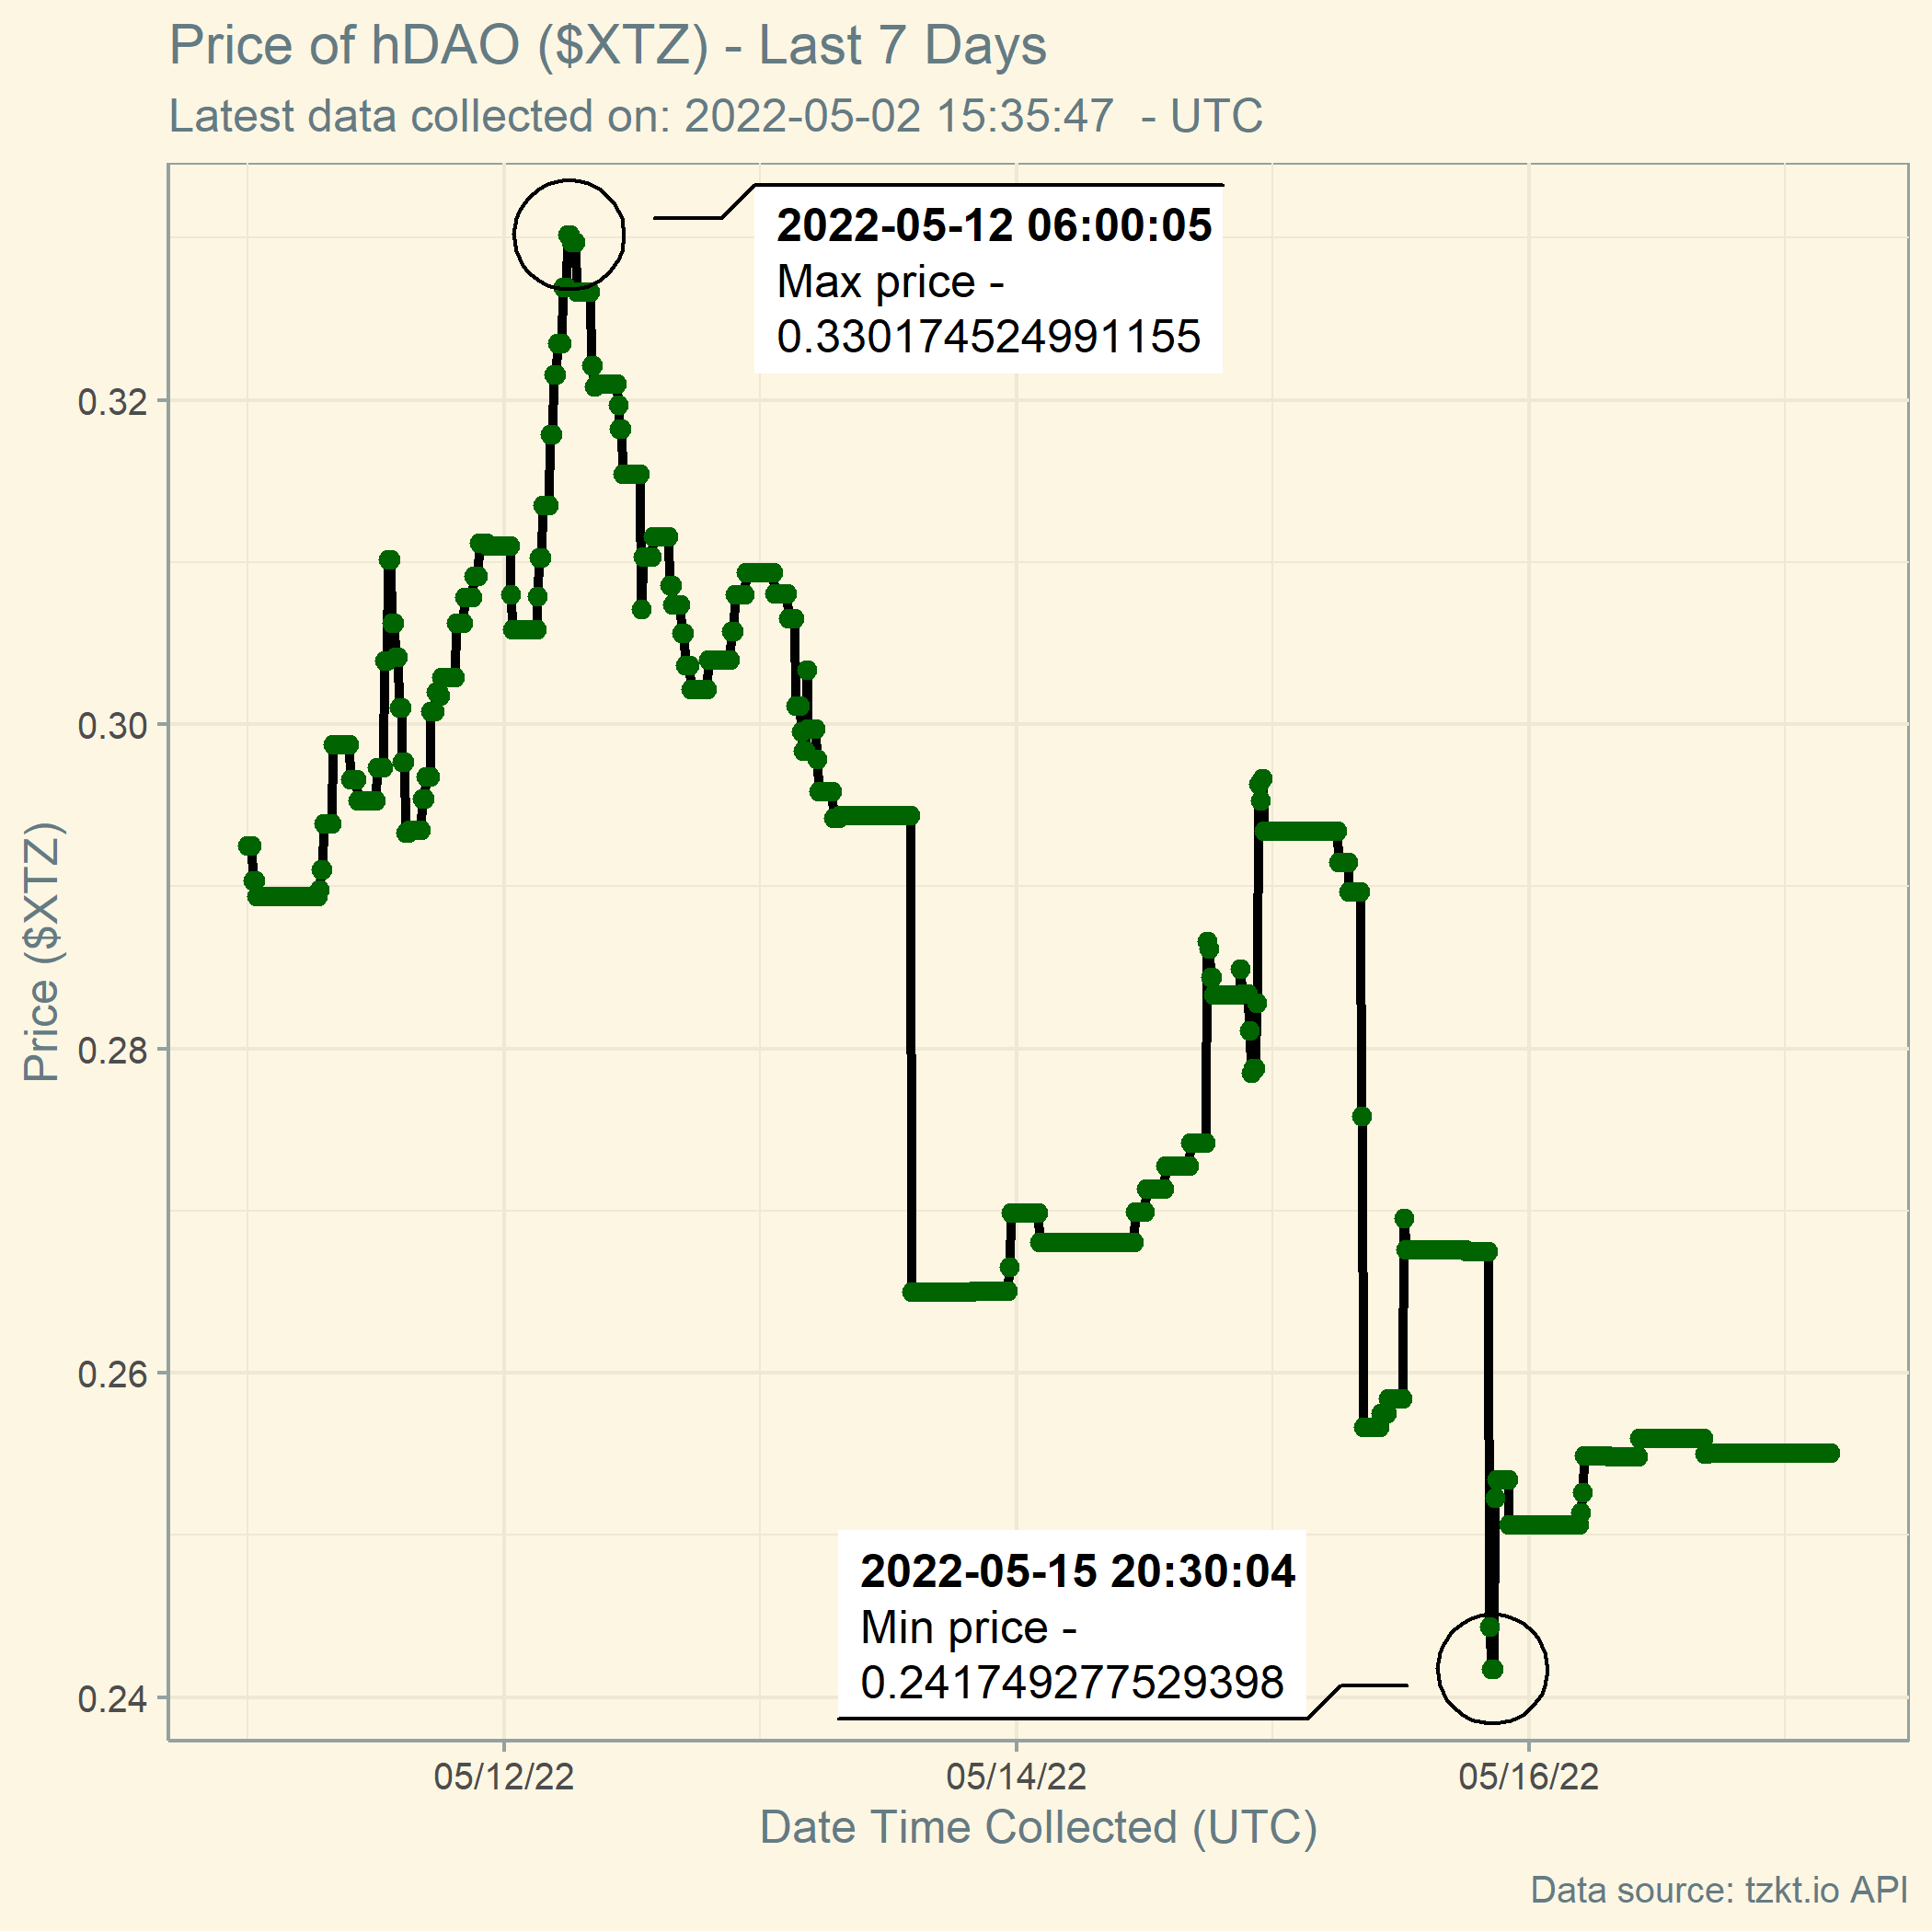 Price of hDAO ($XTZ) - Last 7 Days
Latest data collected on: 2022-05-02 15:35:47  - UTC
2022-05-12 06:00:05
Max price -
0.330174524991155
0.32
0.30
0.28
0.26
0.24
Price ($XTZ)
2022-05-15 20:30:04
Min price -
0.241749277529398
05/12/22
05/14/22
05/16/22
Date Time Collected (UTC)
Data source: tzkt.io API